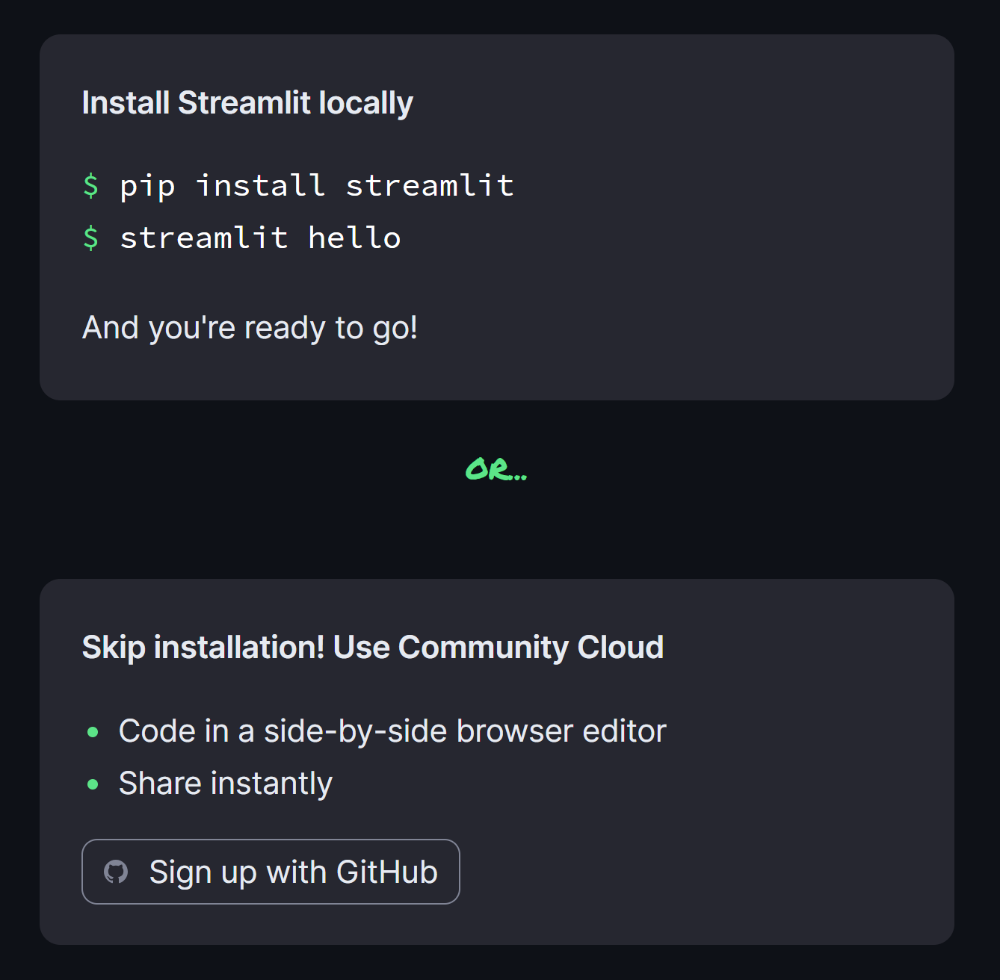 Install Streamlit locally
$ pip install streamlit
$ streamlit hello
And you're ready to go!
OR...
Skip installation! Use Community Cloud
• Code in a side-by-side browser editor
• Share instantly
Sign up with GitHub